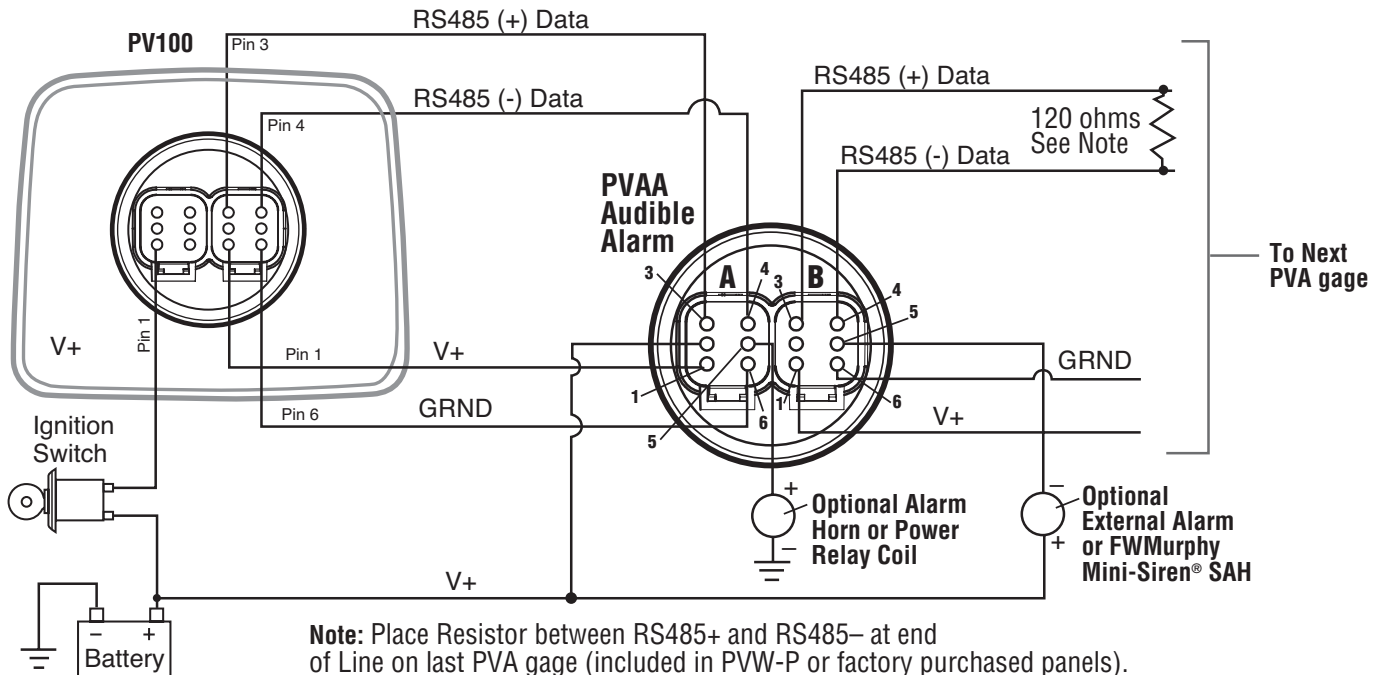 RS485 (+) Data
PV100
Pin 3
RS485 (-) Data
Pin 4
RS485 (+) Data
120 ohms
See Note
RS485 (-) Data
PVAA
Audible
Alarm
To Next
PVA gage
3
A
4
3
B
4
5
V+
Pin 1
Pin 1
V+
GRND
1
5
6
1
6
Pin 6
GRND
V+
Ignition
Switch
+
Optional Alarm
Horn or Power
Relay Coil
–
–
Optional
External Alarm
or FWMurphy
Mini-Siren® SAH
+
V+
– +
Battery
Note: Place Resistor between RS485+ and RS485– at end
of Line on last PVA gage (included in PVW-P or factory purchased panels).